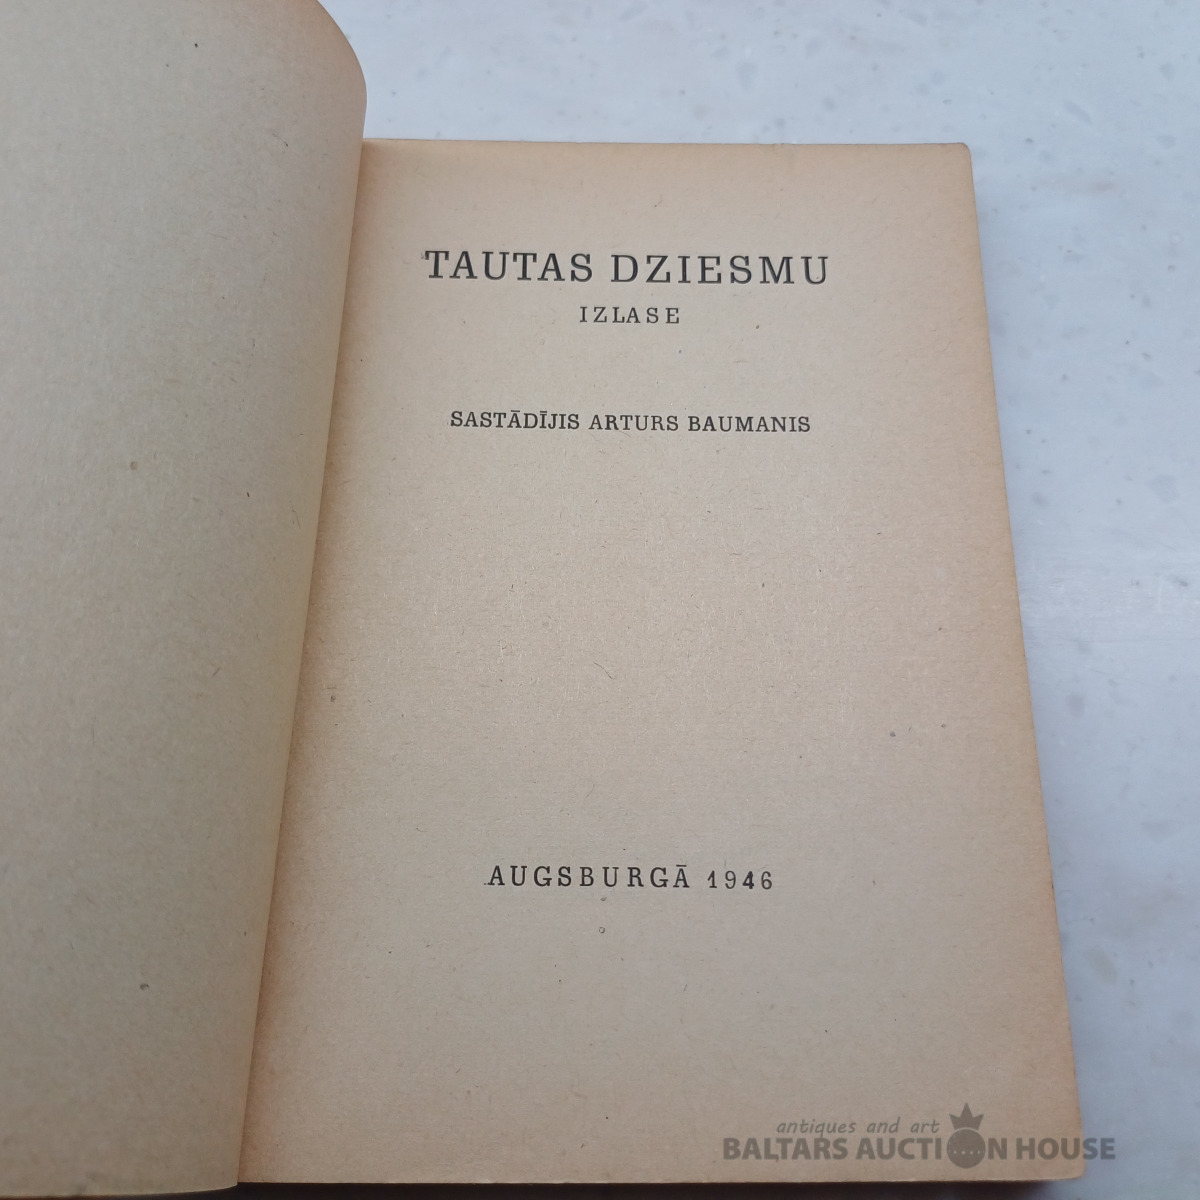 TAUTAS DZIESMU
IZLASE
SASTĀDĪJIS ARTURS BAUMANIS
AUGSBURGĀ 1946
antiques and art
BALTARS AUCTION HOUSE